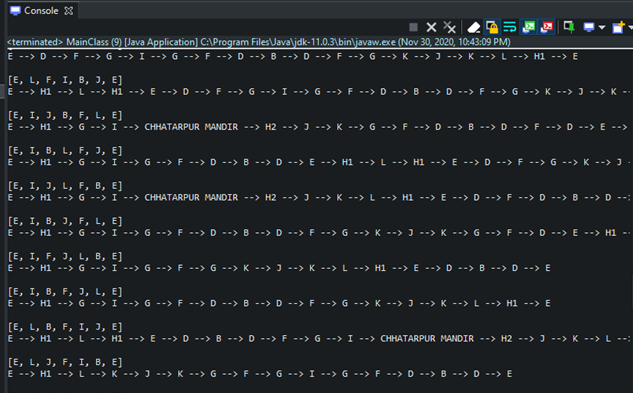 Console
<terminated> MainClass (9) [Java Application] C:\Program Files\Java\jdk-11.0.3\bin\javaw.exe (Nov 30, 2020, 10:43:09 PM)
E --> D --> F --> G --> I --> G --> F --> D --> B --> D --> F --> G --> K --> J --> K --> L --> H1 --> E
[E, L, F, I, B, J, E]
E --> H1 --> L --> H1 --> E --> D --> F --> G --> I --> G --> F --> D --> B --> D --> F --> G --> K --> J --> K -
[E, I, J, B, F, L, E]
E --> H1 --> G --> I --> CHHATARPUR MANDIR --> H2 --> J --> K --> G --> F --> D --> B --> D --> F --> D --> E --
[E, I, B, L, F, J, E]
E --> H1 --> G --> I --> G --> F --> D --> B --> D --> E --> H1 --> L --> H1 --> E --> D --> F --> G --> K --> J -
[E, I, J, L, F, B, E]
E --> H1 --> G --> I --> CHHATARPUR MANDIR --> H2 --> J --> K --> L --> H1 --> E --> D --> F --> D --> B --> D --
[E, I, B, J, F, L, E]
E --> H1 --> G --> I --> G --> F --> D --> B --> D --> F --> G --> K --> J --> K --> G --> F --> D --> E --> H1 --
[E, I, F, J, L, B, E]
E --> H1 --> G --> I --> G --> F --> G --> K --> J --> K --> L --> H1 --> E --> D --> B --> D --> E
[E, I, B, F, J, L, E]
E --> H1 --> G --> I --> G --> F --> D --> B --> D --> F --> G --> K --> J --> K --> L --> H1 --> E
[E, L, B, F, I, J, E]
E --> H1 --> L --> H1 --> E --> D --> B --> D --> F --> G --> I --> CHHATARPUR MANDIR --> H2 --> J --> K --> L --
[E, L, J, F, I, B, E]
E --> H1 --> L --> K --> J --> K --> G --> F --> G --> I --> G --> F --> D --> B --> D --> E